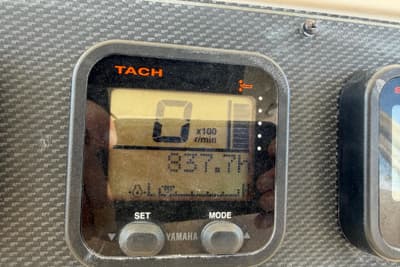 TACH
0
x100
r/min
837.7h
SET MODE
YAMAHA